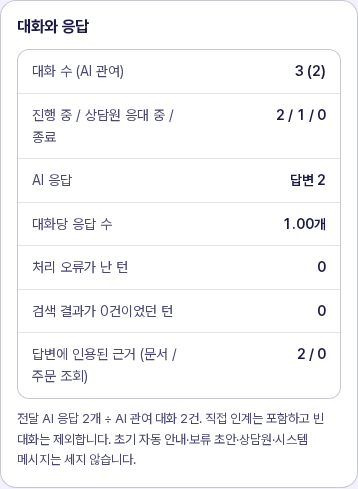 대화와 응답
대화 수 (AI 관여) 3 (2)
진행 중 / 상담원 응대 중 / 2 / 1 / 0
종료
AI 응답 답변 2
대화당 응답 수 1.00개
처리 오류가 난 턴 0
검색 결과가 0건이었던 턴 0
답변에 인용된 근거 (문서 / 2 / 0
주문 조회)
전달 AI 응답 2개 ÷ AI 관여 대화 2건. 직접 인계는 포함하고 빈
대화는 제외합니다. 초기 자동 안내·보류 초안·상담원·시스템
메시지는 세지 않습니다.